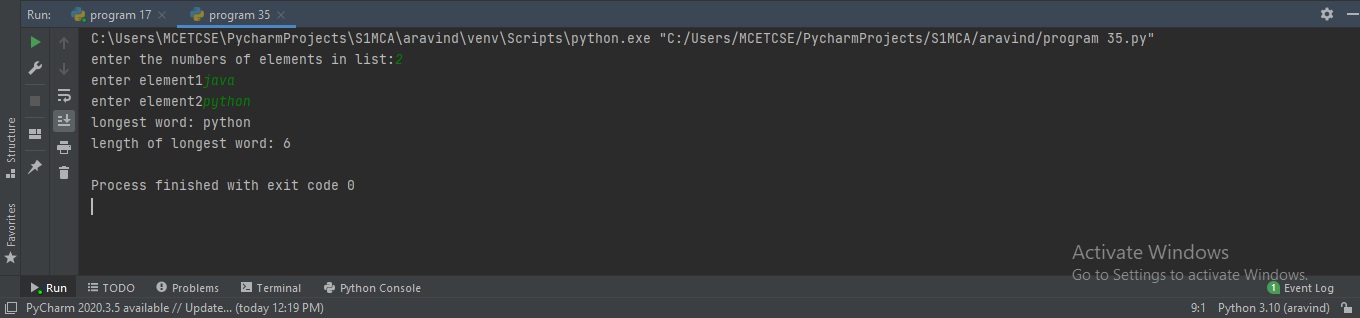 Run: program 17 program 35
C:\Users\MCETCSE\PycharmProjects\S1MCA\aravind\venv\Scripts\python.exe "C:/Users/MCETCSE/PycharmProjects/S1MCA/aravind/program 35.py"
enter the numbers of elements in list:2
enter element1java
enter element2python
longest word: python
length of longest word: 6
Process finished with exit code 0
Structure
Favorites
Activate Windows
Go to Settings to activate Windows.
Run TODO Problems Terminal Python Console 1 Event Log
PyCharm 2020.3.5 available // Update... (today 12:19 PM) 9:1 Python 3.10 (aravind)